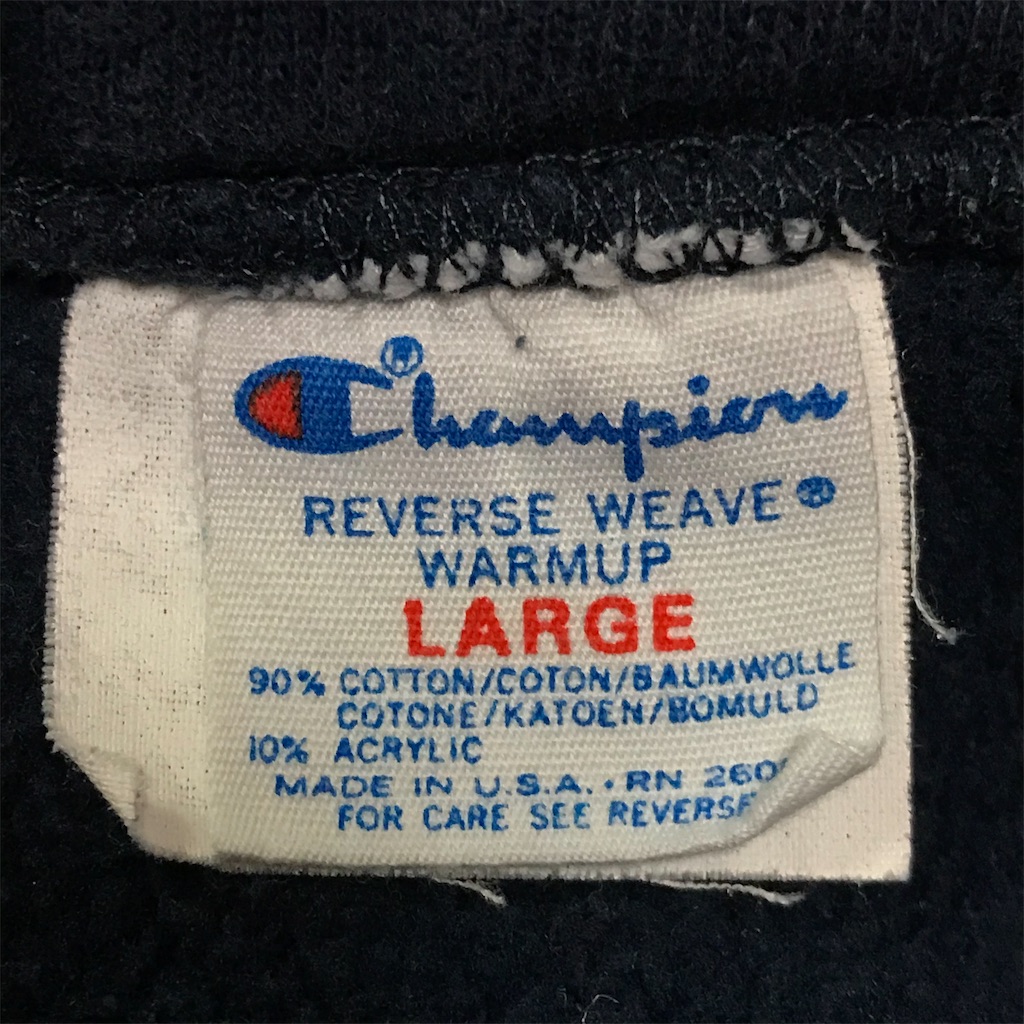 Champion®
REVERSE WEAVE®
WARMUP
LARGE
90% COTTON/COTON/BAUMWOLLE
COTONE/KATOEN/BOMULD
10% ACRYLIC
MADE IN U.S.A. • RN
FOR CARE SEE REVERSE